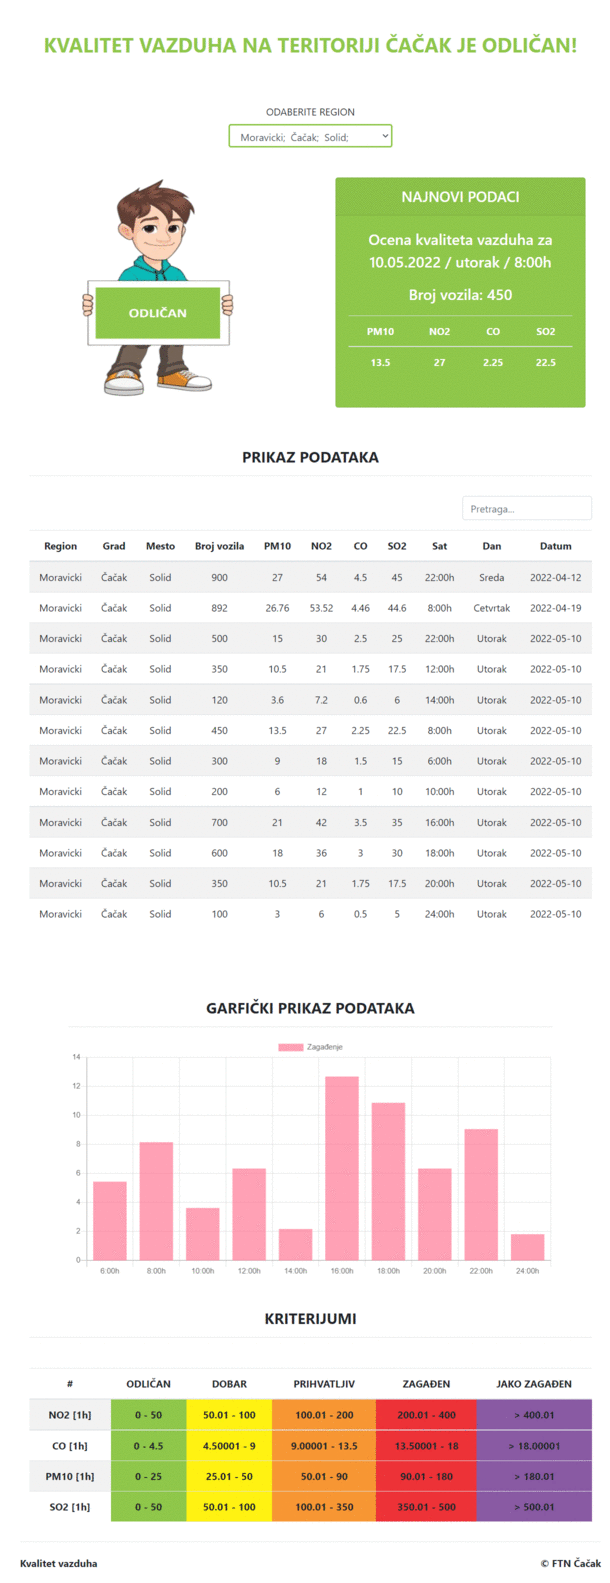 KVALITET VAZDUHA NA TERITORIJI ČAČAK JE ODLIČAN!
ODABERITE REGION
Moravicki; Čačak; Solid;
ODLIČAN
NAJNOVI PODACI
Ocena kvaliteta vazduha za
10.05.2022 / utorak / 8:00h
Broj vozila: 450
PM10 NO2 CO SO2
13.5 27 2.25 22.5
PRIKAZ PODATAKA
Pretraga...
Region Grad Mesto Broj vozila PM10 NO2 CO SO2 Sat Dan Datum
Moravicki Čačak Solid 900 27 54 4.5 45 22:00h Sreda 2022-04-12
Moravicki Čačak Solid 892 26.76 53.52 4.46 44.6 8:00h Cetvrtak 2022-04-19
Moravicki Čačak Solid 500 15 30 2.5 25 22:00h Utorak 2022-05-10
Moravicki Čačak Solid 350 10.5 21 1.75 17.5 12:00h Utorak 2022-05-10
Moravicki Čačak Solid 120 3.6 7.2 0.6 6 14:00h Utorak 2022-05-10
Moravicki Čačak Solid 450 13.5 27 2.25 22.5 8:00h Utorak 2022-05-10
Moravicki Čačak Solid 300 9 18 1.5 15 6:00h Utorak 2022-05-10
Moravicki Čačak Solid 200 6 12 1 10 10:00h Utorak 2022-05-10
Moravicki Čačak Solid 700 21 42 3.5 35 16:00h Utorak 2022-05-10
Moravicki Čačak Solid 600 18 36 3 30 18:00h Utorak 2022-05-10
Moravicki Čačak Solid 350 10.5 21 1.75 17.5 20:00h Utorak 2022-05-10
Moravicki Čačak Solid 100 3 6 0.5 5 24:00h Utorak 2022-05-10
GARFIČKI PRIKAZ PODATAKA
Zagađenje
14
12
10
8
6
4
2
0
6:00h 8:00h 10:00h 12:00h 14:00h 16:00h 18:00h 20:00h 22:00h 24:00h
KRITERIJUMI
# ODLIČAN DOBAR PRIHVATLJIV ZAGAĐEN JAKO ZAGAĐEN
NO2 [1h] 0 - 50 50.01 - 100 100.01 - 200 200.01 - 400 > 400.01
CO [1h] 0 - 4.5 4.50001 - 9 9.00001 - 13.5 13.50001 - 18 > 18.00001
PM10 [1h] 0 - 25 25.01 - 50 50.01 - 90 90.01 - 180 > 180.01
SO2 [1h] 0 - 50 50.01 - 100 100.01 - 350 350.01 - 500 > 500.01
Kvalitet vazduha © FTN Čačak